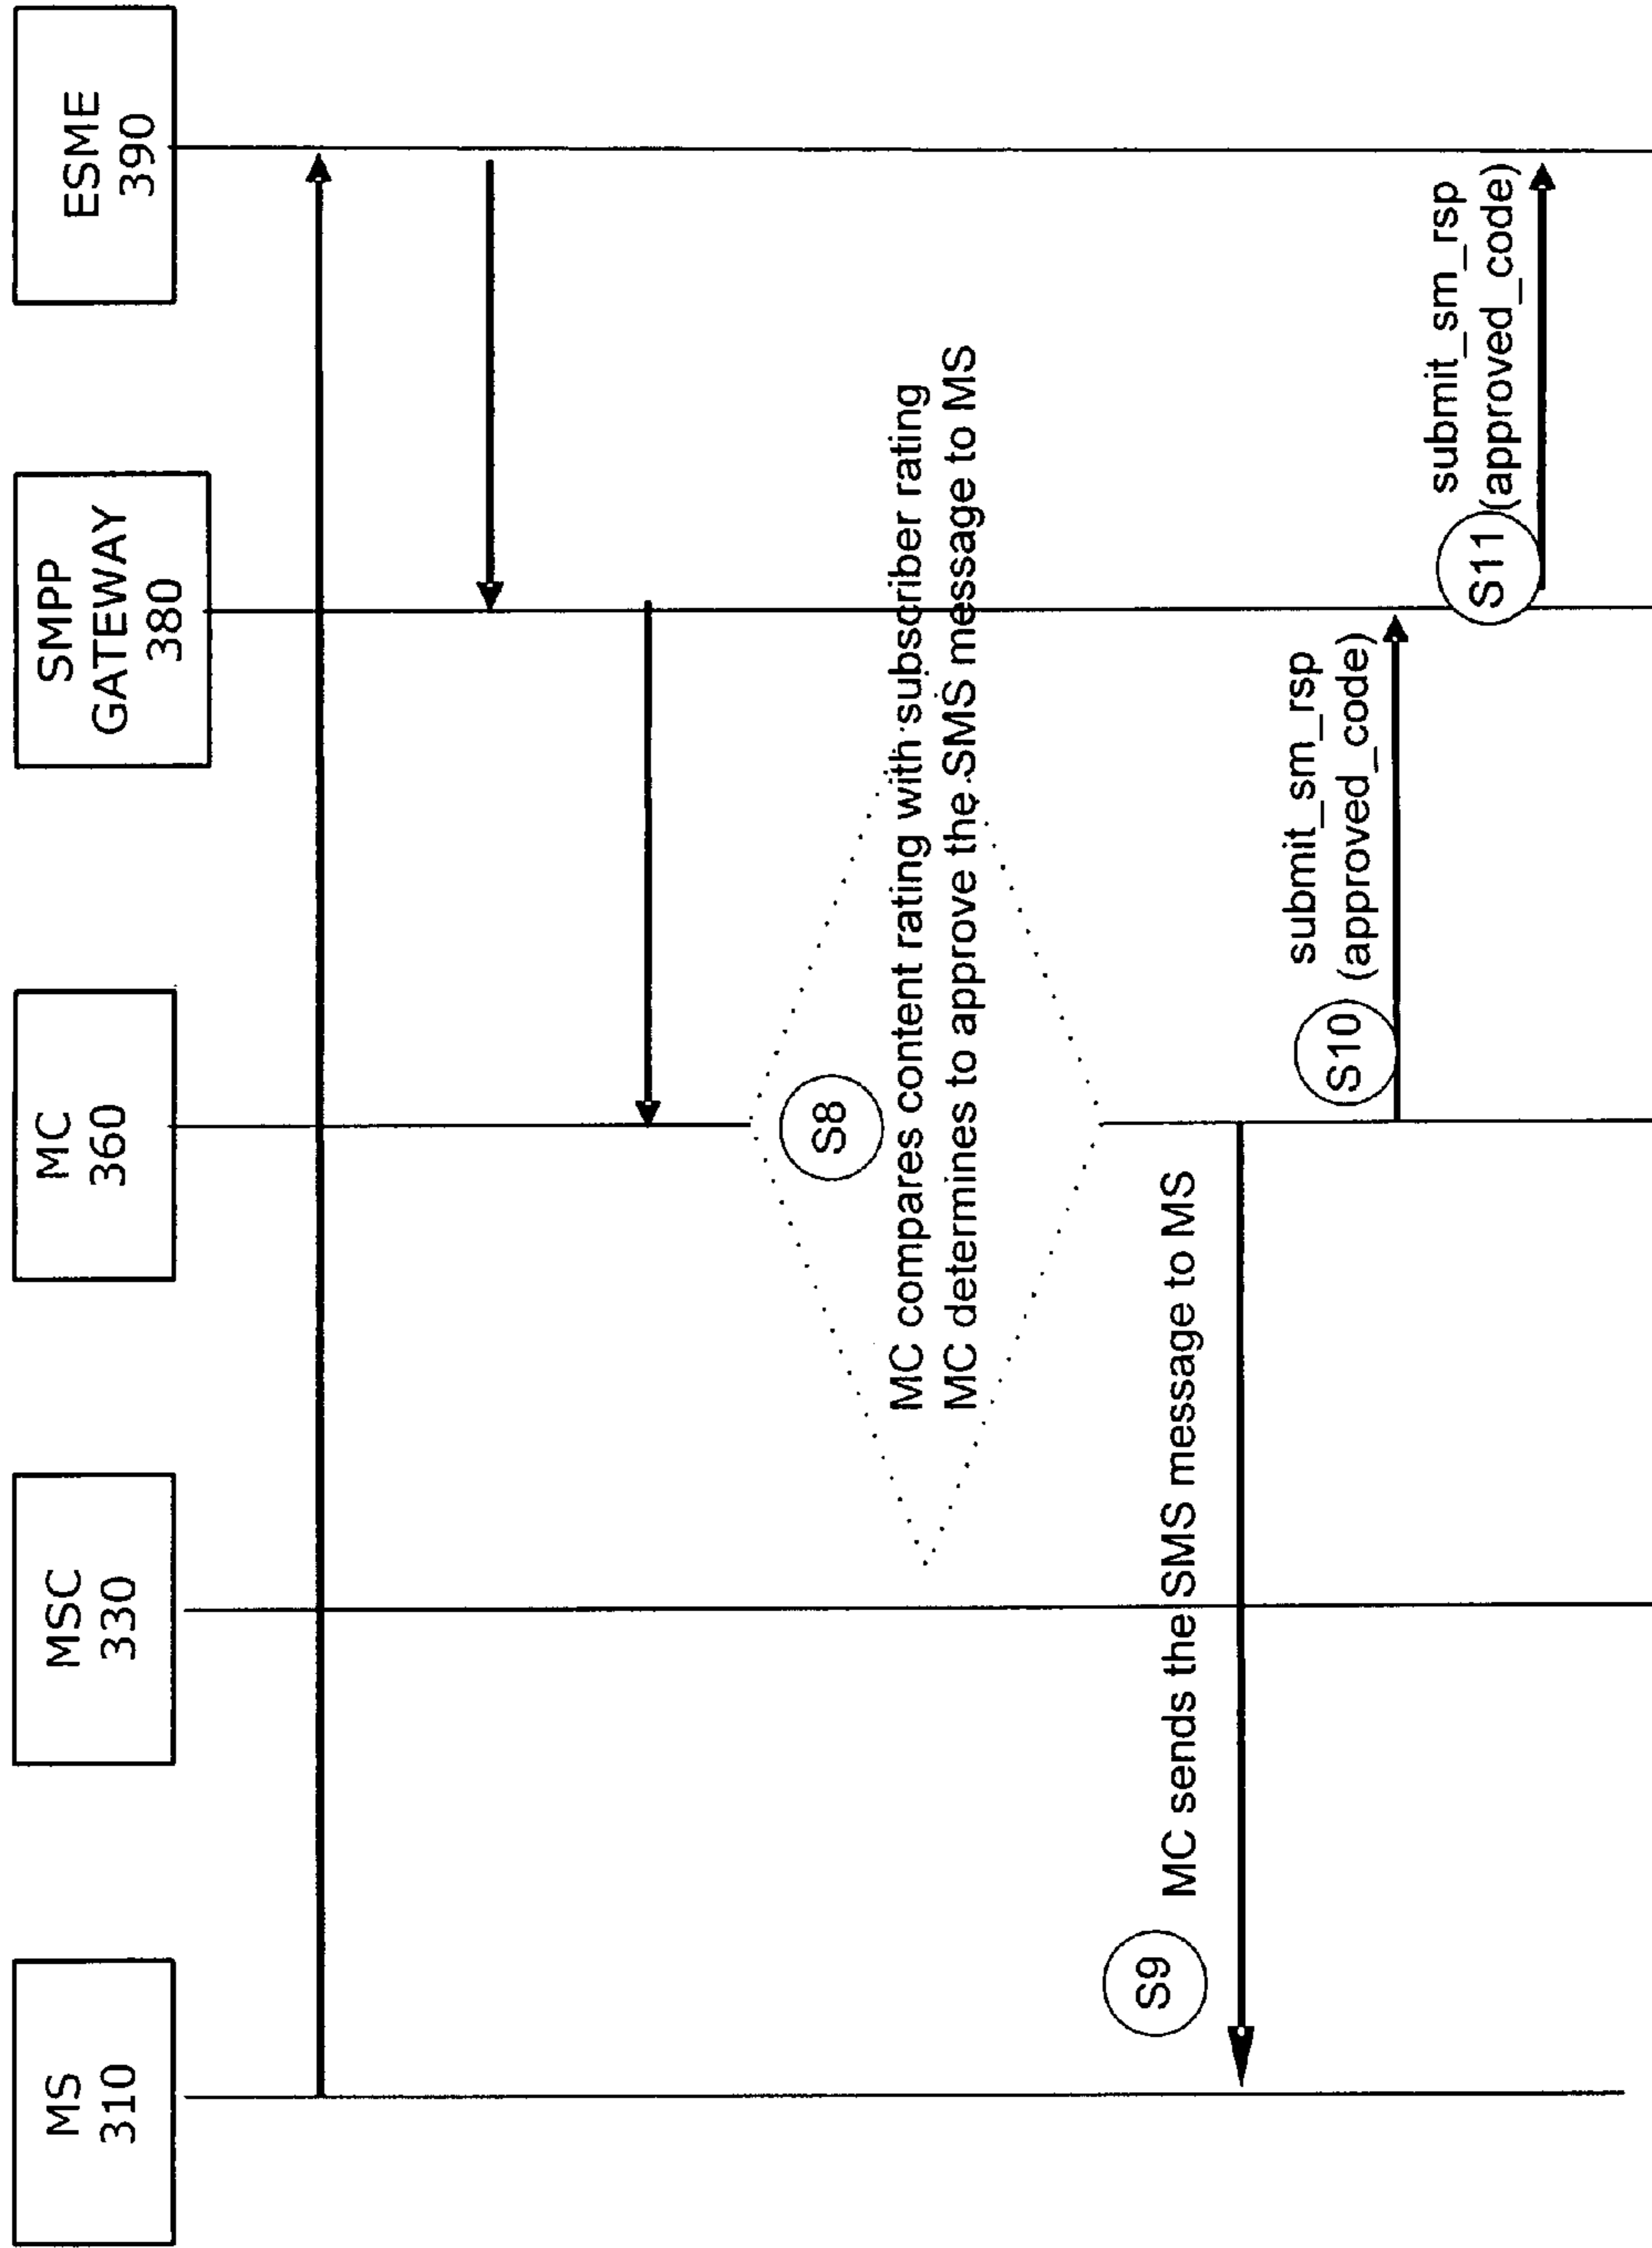 MS
310
MSC
330
MC
360
SMPP
GATEWAY
380
ESME
390
S8
MC compares content rating with subscriber rating
MC determines to approve the SMS message to MS
S9
MC sends the SMS message to MS
S10
submit_sm_rsp
(approved_code)
S11
submit_sm_rsp
(approved_code)